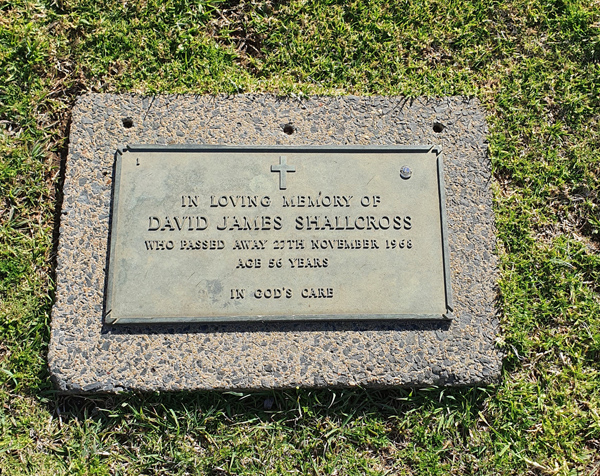 1
IN LOVING MEMORY OF
DAVID JAMES SHALLCROSS
WHO PASSED AWAY 27TH NOVEMBER 1968
AGE 56 YEARS
IN GOD'S CARE